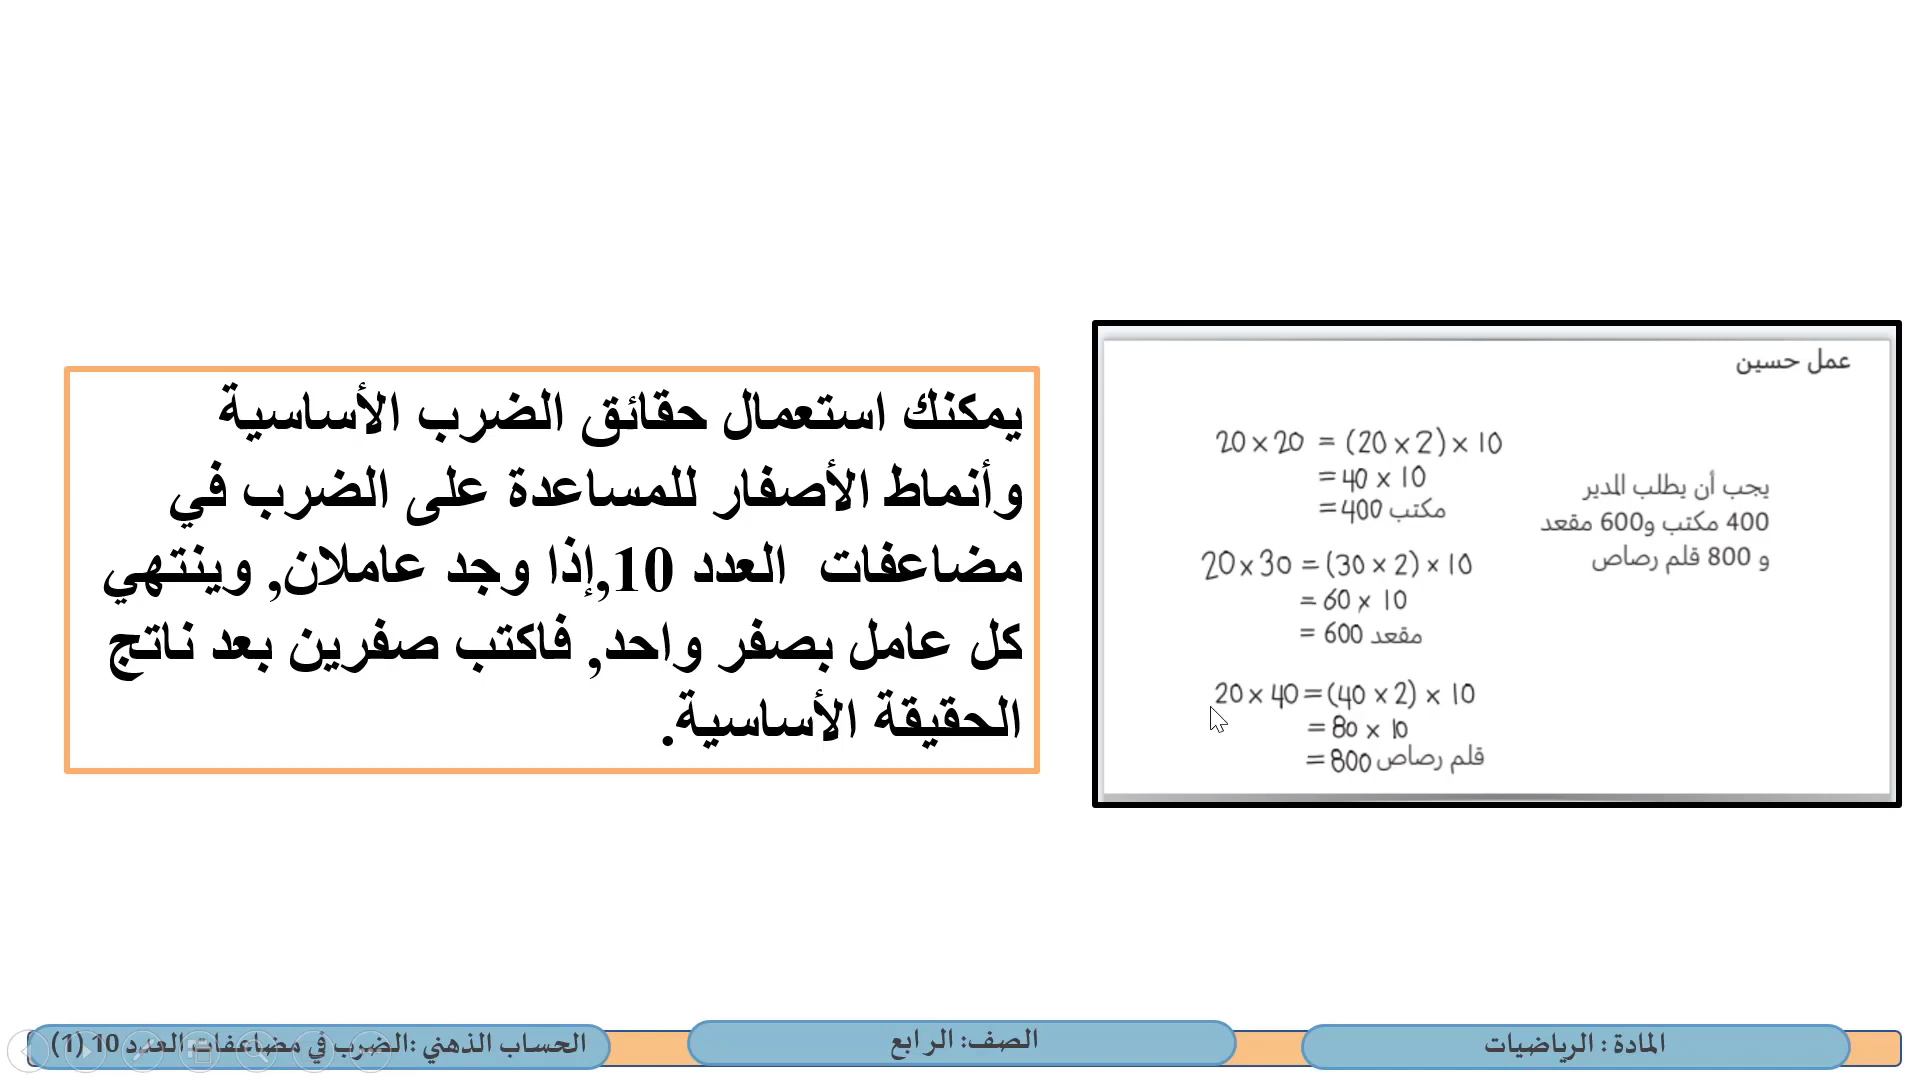 عمل حسين
20 × 20 = (20 × 2) × 10
= 40 × 10
= 400 مكتب
20 × 30 = (30 × 2) × 10
= 60 × 10
= 600 مقعد
20 × 40 = (40 × 2) × 10
= 80 × 10
= 800 قلم رصاص
يجب أن يطلب المدير
400 مكتب و600 مقعد
و 800 قلم رصاص
يمكنك استعمال حقائق الضرب الأساسية
وأنماط الأصفار للمساعدة على الضرب في
مضاعفات العدد 10,إذا وجد عاملان, وينتهي
كل عامل بصفر واحد, فاكتب صفرين بعد ناتج
الحقيقة الأساسية.
المادة : الرياضيات
الصف: الرابع
الحساب الذهني :الضرب في مضاعفات العدد 10 (1)